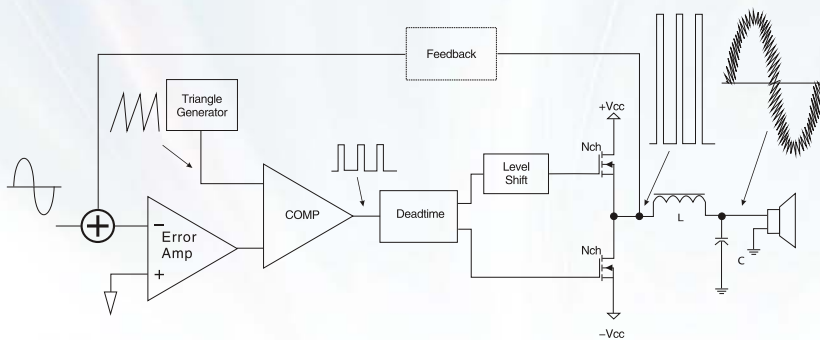 Feedback
Triangle
Generator
+Vcc
Nch
Level
Shift
COMP
Deadtime
L
−
Error
Amp
+
Nch
C
−Vcc